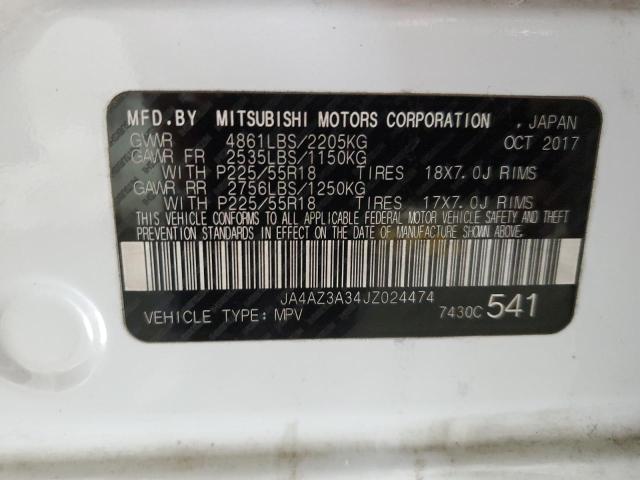 MFD.BY MITSUBISHI MOTORS CORPORATION . JAPAN
GVWR 4861LBS/2205KG OCT 2017
GAWR FR 2535LBS/1150KG
WITH P225/55R18 TIRES 18X7.0J RIMS
GAWR RR 2756LBS/1250KG
WITH P225/55R18 TIRES 17X7.0J RIMS
THIS VEHICLE CONFORMS TO ALL APPLICABLE FEDERAL MOTOR VEHICLE SAFETY AND THEFT
PREVENTION STANDARDS IN EFFECT ON THE DATE OF MANUFACTURE SHOWN ABOVE.
JA4AZ3A34JZ024474
VEHICLE TYPE: MPV 7430C 541